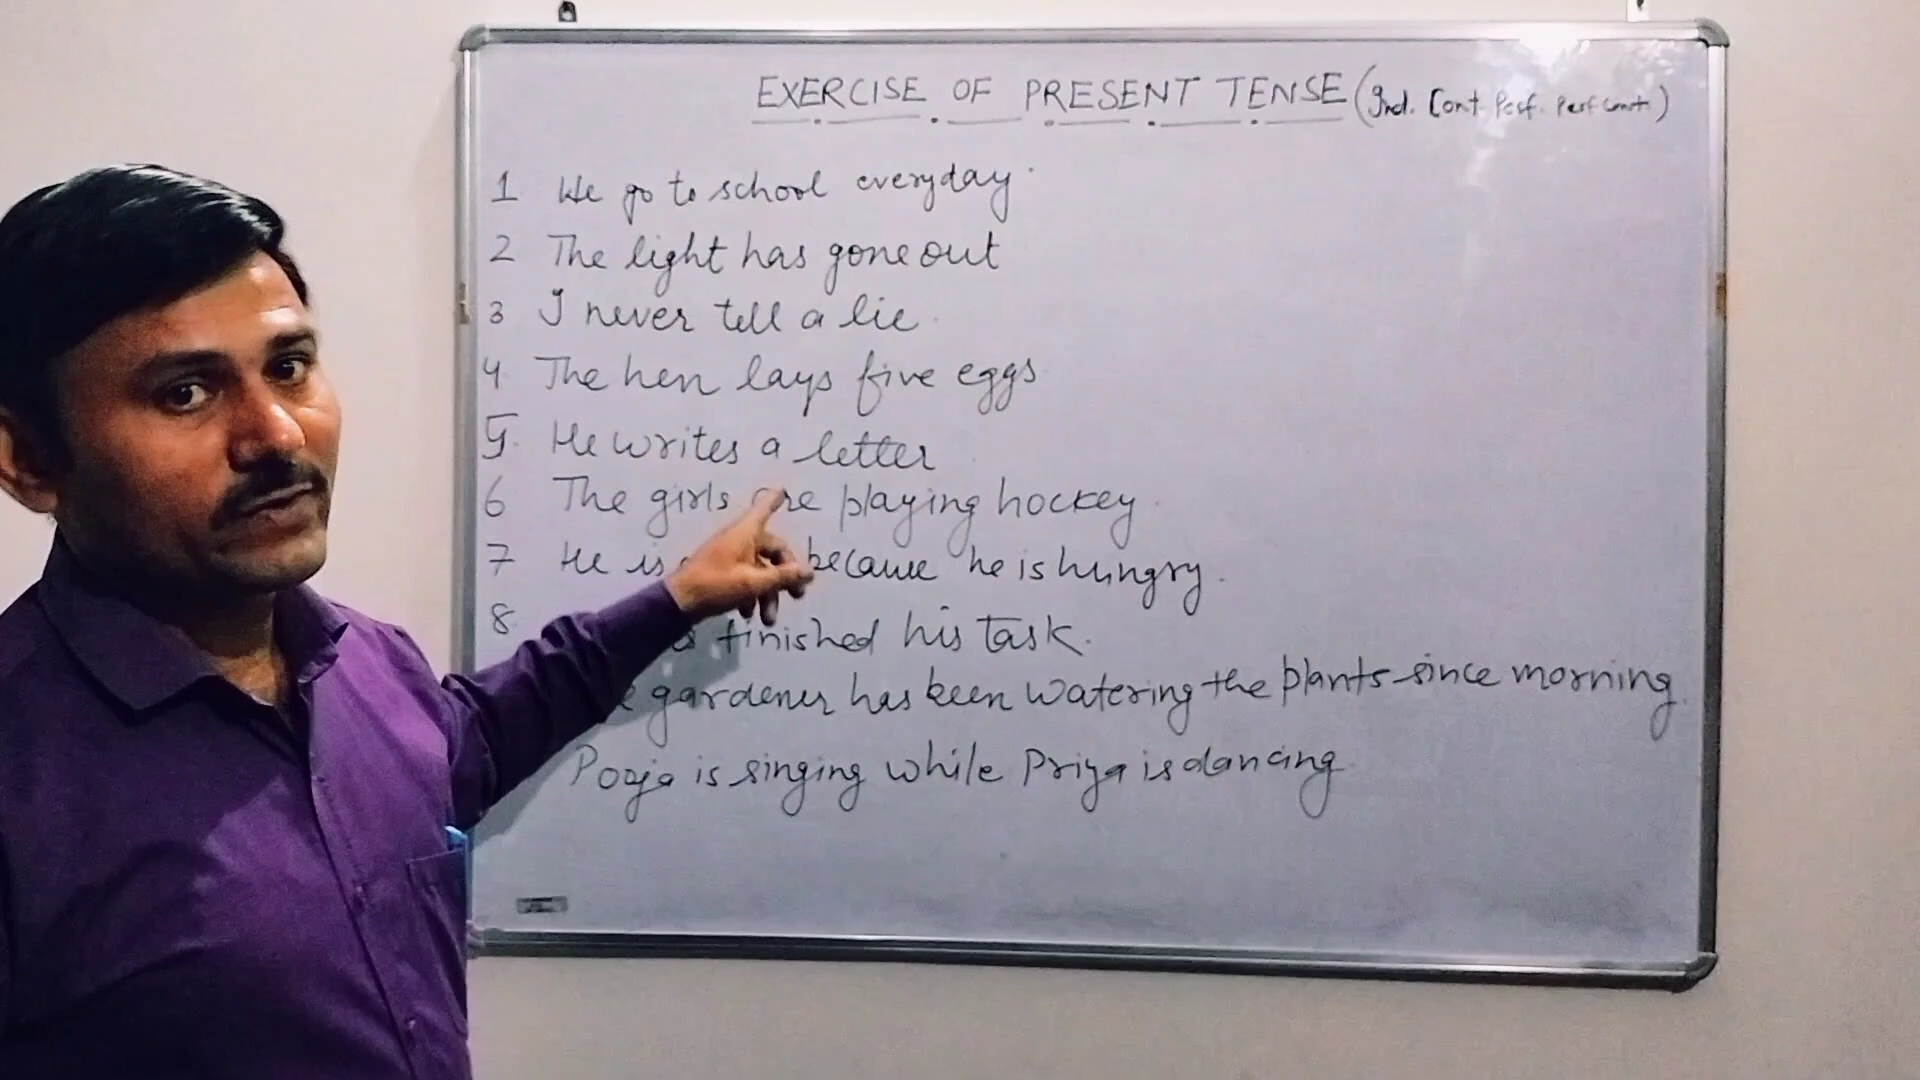 EXERCISE OF PRESENT TENSE (Ind. Cont. Perf. Perf Cont.)
1 We go to school everyday.
2 The light has gone out
3 I never tell a lie.
4 The hen lays five eggs
5. He writes a letter
6 The girls are playing hockey.
7 He is because he is hungry.
8 finished his task.
gardener has been watering the plants since morning.
Pooja is singing while Priya is dancing